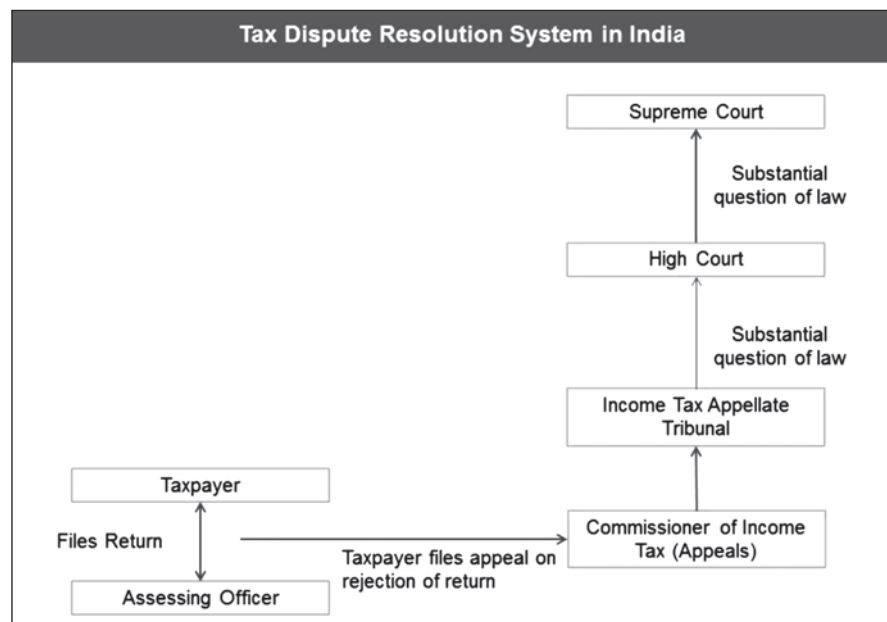 Tax Dispute Resolution System in India
Supreme Court
Substantial
question of law
High Court
Substantial
question of law
Income Tax Appellate
Tribunal
Taxpayer
Files Return
Assessing Officer
Taxpayer files appeal on
rejection of return
Commissioner of Income
Tax (Appeals)